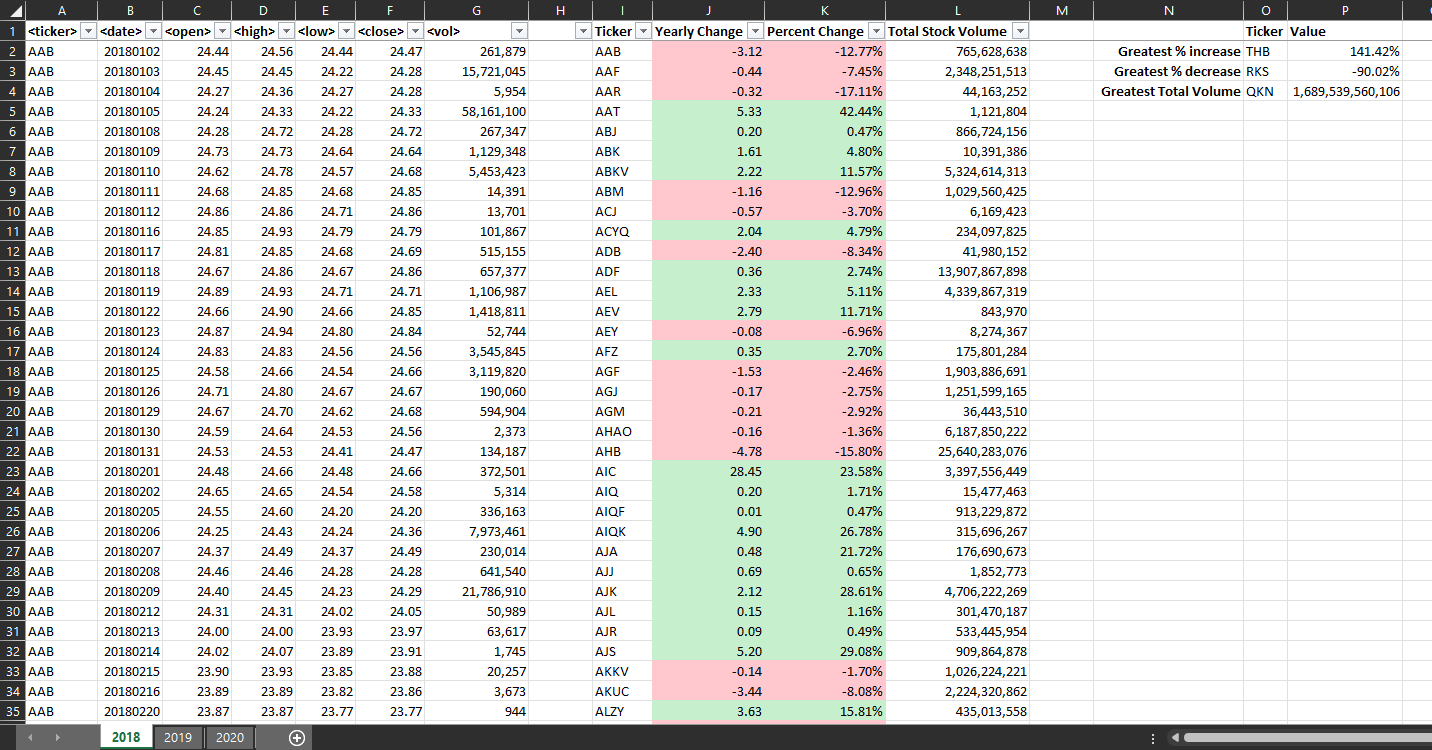 A B C D E F G H I J K L M N O P
1 <ticker> <date> <open> <high> <low> <close> <vol> Ticker Yearly Change Percent Change Total Stock Volume Ticker Value
2 AAB 20180102 24.44 24.56 24.44 24.47 261,879 AAB -3.12 -12.77% 765,628,638 Greatest % increase THB 141.42%
3 AAB 20180103 24.45 24.45 24.22 24.28 15,721,045 AAF -0.44 -7.45% 2,348,251,513 Greatest % decrease RKS -90.02%
4 AAB 20180104 24.27 24.36 24.27 24.28 5,954 AAR -0.32 -17.11% 44,163,252 Greatest Total Volume QKN 1,689,539,560,106
5 AAB 20180105 24.24 24.33 24.22 24.33 58,161,100 AAT 5.33 42.44% 1,121,804
6 AAB 20180108 24.28 24.72 24.28 24.72 267,347 ABJ 0.20 0.47% 866,724,156
7 AAB 20180109 24.73 24.73 24.64 24.64 1,129,348 ABK 1.61 4.80% 10,391,386
8 AAB 20180110 24.62 24.78 24.57 24.68 5,453,423 ABKV 2.22 11.57% 5,324,614,313
9 AAB 20180111 24.68 24.85 24.68 24.85 14,391 ABM -1.16 -12.96% 1,029,560,425
10 AAB 20180112 24.86 24.86 24.71 24.86 13,701 ACJ -0.57 -3.70% 6,169,423
11 AAB 20180116 24.85 24.93 24.79 24.79 101,867 ACYQ 2.04 4.79% 234,097,825
12 AAB 20180117 24.81 24.85 24.68 24.69 515,155 ADB -2.40 -8.34% 41,980,152
13 AAB 20180118 24.67 24.86 24.67 24.86 657,377 ADF 0.36 2.74% 13,907,867,898
14 AAB 20180119 24.89 24.93 24.71 24.71 1,106,987 AEL 2.33 5.11% 4,339,867,319
15 AAB 20180122 24.66 24.90 24.66 24.85 1,418,811 AEV 2.79 11.71% 843,970
16 AAB 20180123 24.87 24.94 24.80 24.84 52,744 AEY -0.08 -6.96% 8,274,367
17 AAB 20180124 24.83 24.83 24.56 24.56 3,545,845 AFZ 0.35 2.70% 175,801,284
18 AAB 20180125 24.58 24.66 24.54 24.66 3,119,820 AGF -1.53 -2.46% 1,903,886,691
19 AAB 20180126 24.71 24.80 24.67 24.67 190,060 AGJ -0.17 -2.75% 1,251,599,165
20 AAB 20180129 24.67 24.70 24.62 24.68 594,904 AGM -0.21 -2.92% 36,443,510
21 AAB 20180130 24.59 24.64 24.53 24.56 2,373 AHAO -0.16 -1.36% 6,187,850,222
22 AAB 20180131 24.53 24.53 24.41 24.47 134,187 AHB -4.78 -15.80% 25,640,283,076
23 AAB 20180201 24.48 24.66 24.48 24.66 372,501 AIC 28.45 23.58% 3,397,556,449
24 AAB 20180202 24.65 24.65 24.54 24.58 5,314 AIQ 0.20 1.71% 15,477,463
25 AAB 20180205 24.55 24.60 24.20 24.20 336,163 AIQF 0.01 0.47% 913,229,872
26 AAB 20180206 24.25 24.43 24.24 24.36 7,973,461 AIQK 4.90 26.78% 315,696,267
27 AAB 20180207 24.37 24.49 24.37 24.49 230,014 AJA 0.48 21.72% 176,690,673
28 AAB 20180208 24.46 24.46 24.28 24.28 641,540 AJJ 0.69 0.65% 1,852,773
29 AAB 20180209 24.40 24.45 24.23 24.29 21,786,910 AJK 2.12 28.61% 4,706,222,269
30 AAB 20180212 24.31 24.31 24.02 24.05 50,989 AJL 0.15 1.16% 301,470,187
31 AAB 20180213 24.00 24.00 23.93 23.97 63,617 AJR 0.09 0.49% 533,445,954
32 AAB 20180214 24.02 24.07 23.89 23.91 1,745 AJS 5.20 29.08% 909,864,878
33 AAB 20180215 23.90 23.93 23.85 23.88 20,257 AKKV -0.14 -1.70% 1,026,224,221
34 AAB 20180216 23.89 23.89 23.82 23.86 3,673 AKUC -3.44 -8.08% 2,224,320,862
35 AAB 20180220 23.87 23.87 23.77 23.77 944 ALZY 3.63 15.81% 435,013,558
2018 2019 2020